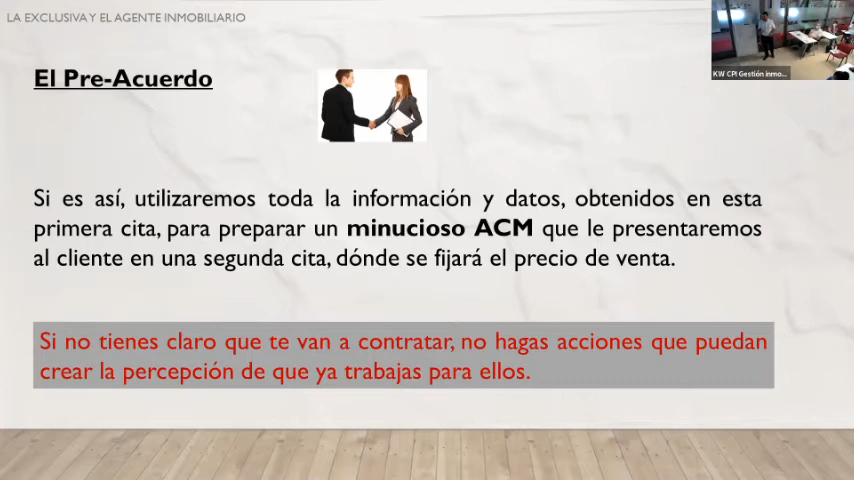 LA EXCLUSIVA Y EL AGENTE INMOBILIARIO
KW CPI Gestión inmo...
El Pre-Acuerdo
Si es así, utilizaremos toda la información y datos, obtenidos en esta
primera cita, para preparar un minucioso ACM que le presentaremos
al cliente en una segunda cita, dónde se fijará el precio de venta.
Si no tienes claro que te van a contratar, no hagas acciones que puedan
crear la percepción de que ya trabajas para ellos.